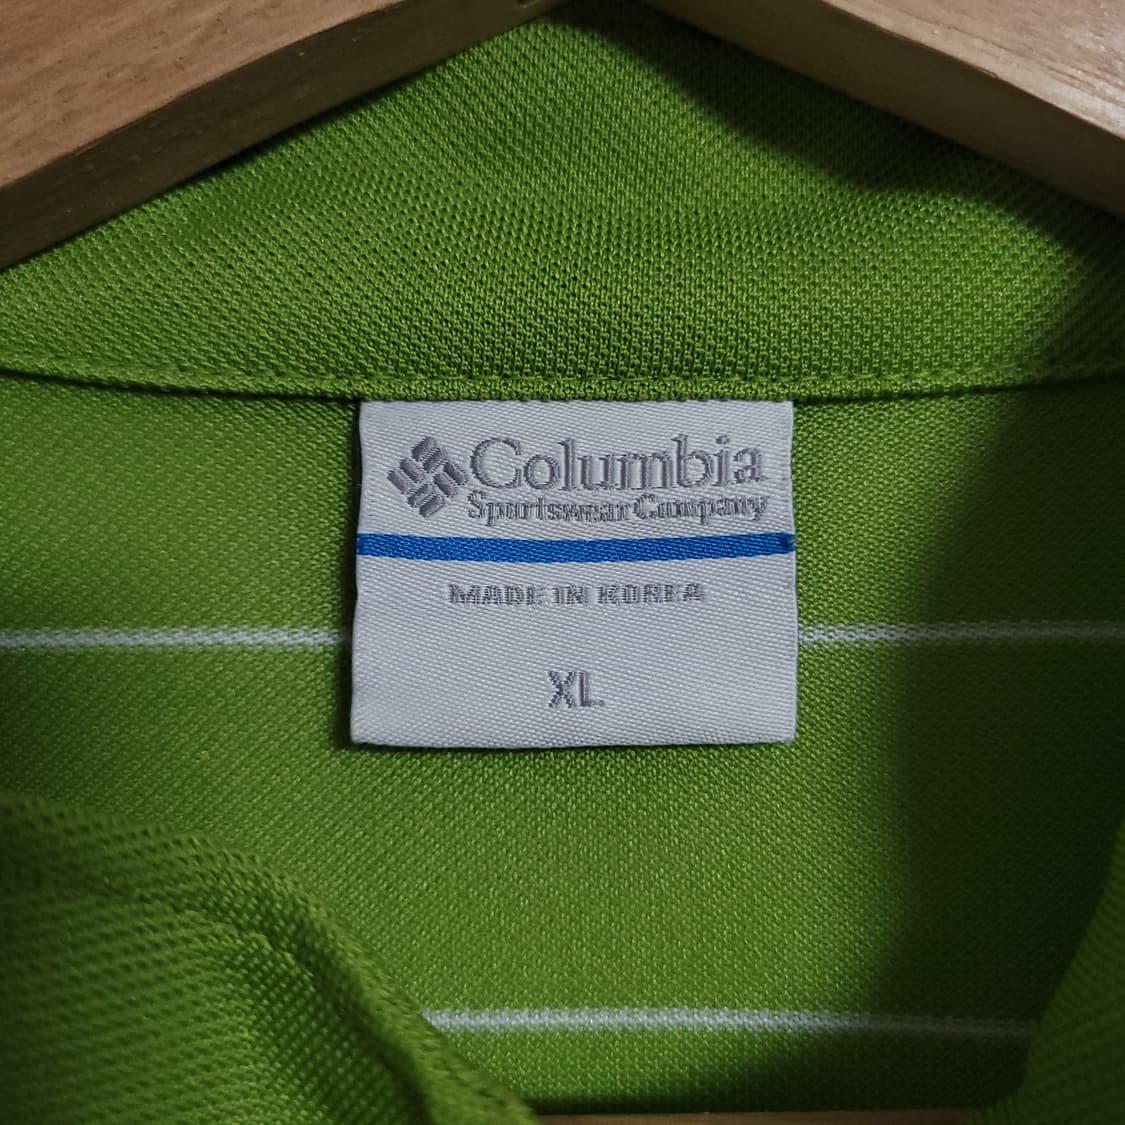 Columbia
Sportswear Company
MADE IN KOREA
XL